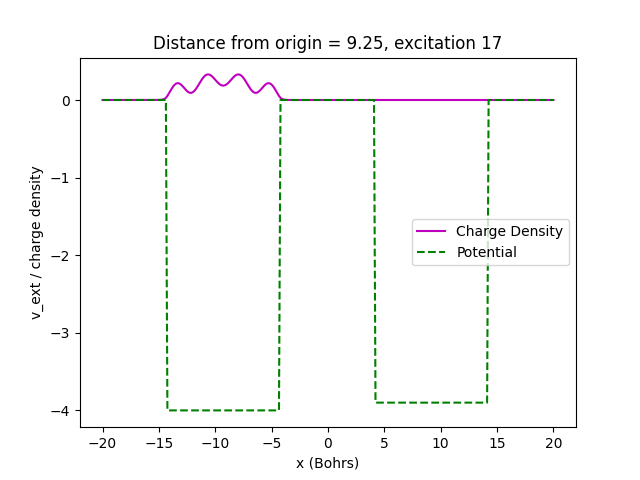 Distance from origin = 9.25, excitation 17
v_ext / charge density
0
−1
−2
−3
−4
Charge Density
Potential
−20
−15
−10
−5
0
5
10
15
20
x (Bohrs)